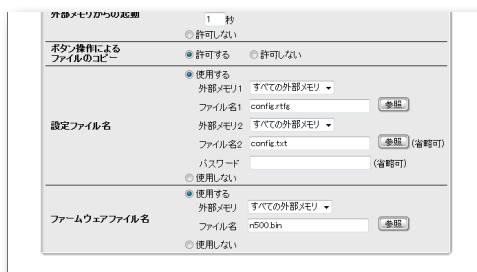 外部メモリからの起動
1 秒
許可しない
ボタン操作による
ファイルのコピー
許可する 許可しない
設定ファイル名
使用する
外部メモリ1 すべての外部メモリ
ファイル名1 config.rtfg 参照
外部メモリ2 すべての外部メモリ
ファイル名2 config.txt 参照 (省略可)
パスワード (省略可)
使用しない
ファームウェアファイル名
使用する
外部メモリ すべての外部メモリ
ファイル名 n500.bin 参照
使用しない